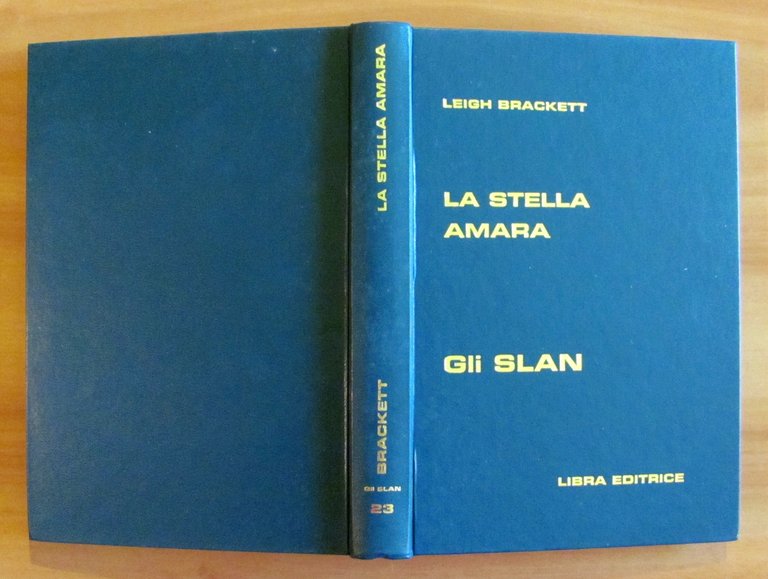 LA STELLA AMARA
BRACKETT
Gli SLAN
23
LEIGH BRACKETT
LA STELLA
AMARA
Gli SLAN
LIBRA EDITRICE